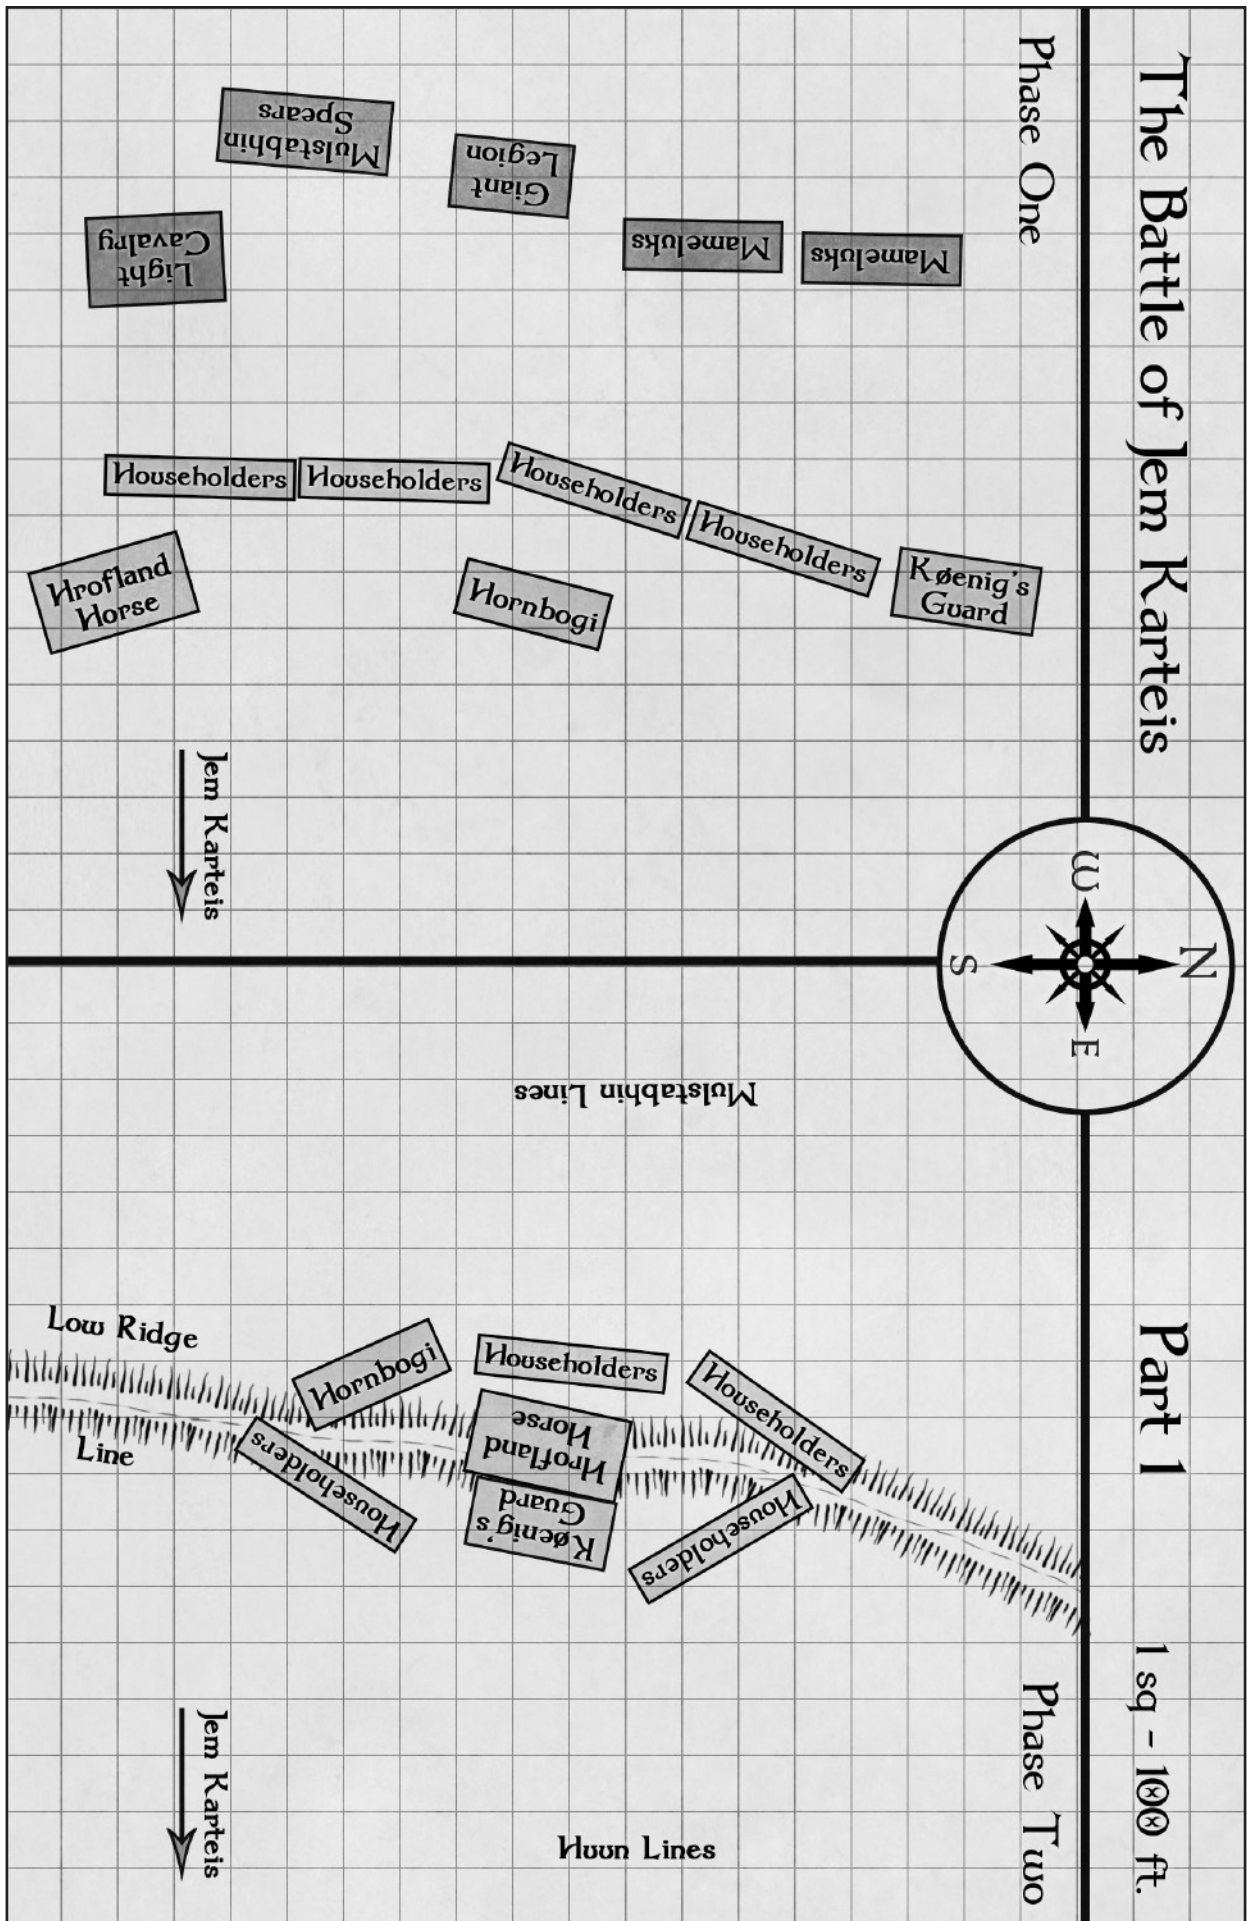 The Battle of Jem Karteis
Part 1
1 sq - 100 ft.
Phase One
Mulstabhin
Spears
Giant
Legion
Mameluks
Mameluks
Light
Cavalry
Householders
Householders
Householders
Householders
Køenig's
Guard
Hrofland
Horse
Hornbogi
Jem Karteis
W
N
S
E
Phase Two
Mulstabhin Lines
Low Ridge
Line
Hornbogi
Householders
Householders
Hrofland
Horse
Køenig's
Guard
Householders
Householders
Jem Karteis
Huun Lines